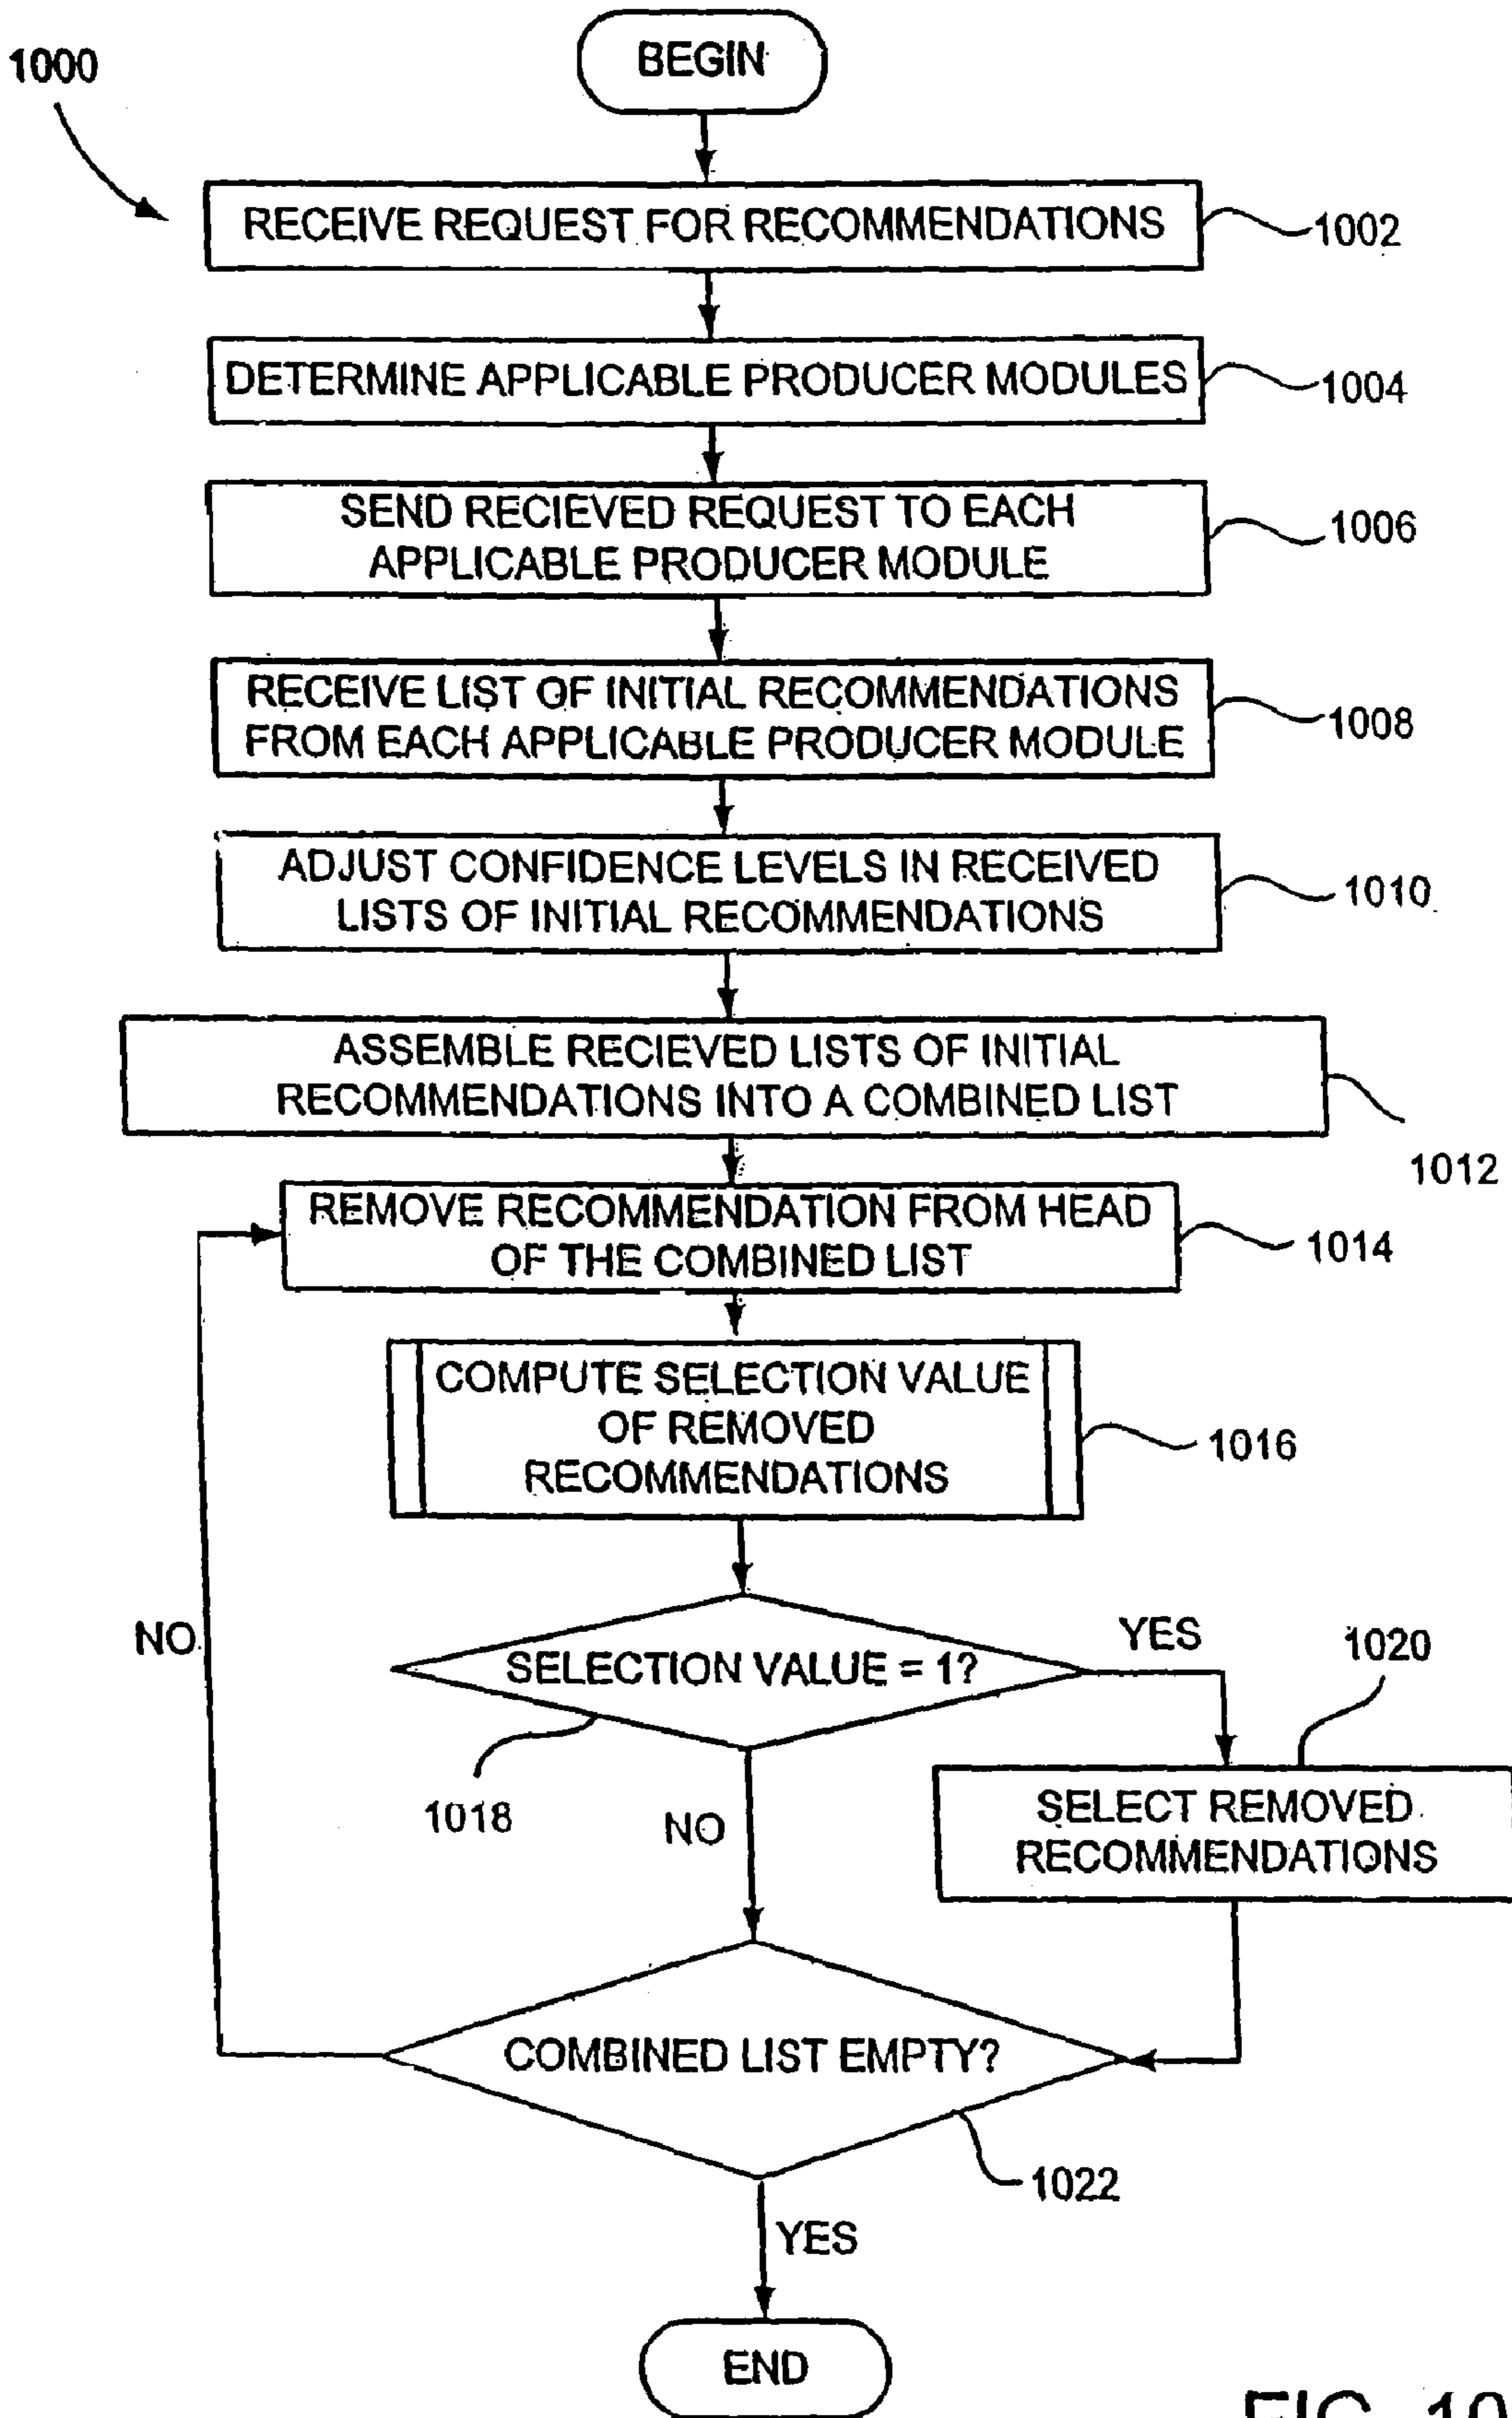 1000
BEGIN
RECEIVE REQUEST FOR RECOMMENDATIONS
1002
DETERMINE APPLICABLE PRODUCER MODULES
1004
SEND RECIEVED REQUEST TO EACH
APPLICABLE PRODUCER MODULE
1006
RECEIVE LIST OF INITIAL RECOMMENDATIONS
FROM EACH APPLICABLE PRODUCER MODULE
1008
ADJUST CONFIDENCE LEVELS IN RECEIVED
LISTS OF INITIAL RECOMMENDATIONS
1010
ASSEMBLE RECIEVED LISTS OF INITIAL
RECOMMENDATIONS INTO A COMBINED LIST
1012
REMOVE RECOMMENDATION FROM HEAD
OF THE COMBINED LIST
1014
COMPUTE SELECTION VALUE
OF REMOVED
RECOMMENDATIONS
1016
NO
SELECTION VALUE = 1?
YES
1020
1018
NO
SELECT REMOVED
RECOMMENDATIONS
COMBINED LIST EMPTY?
1022
YES
END
FIG. 10